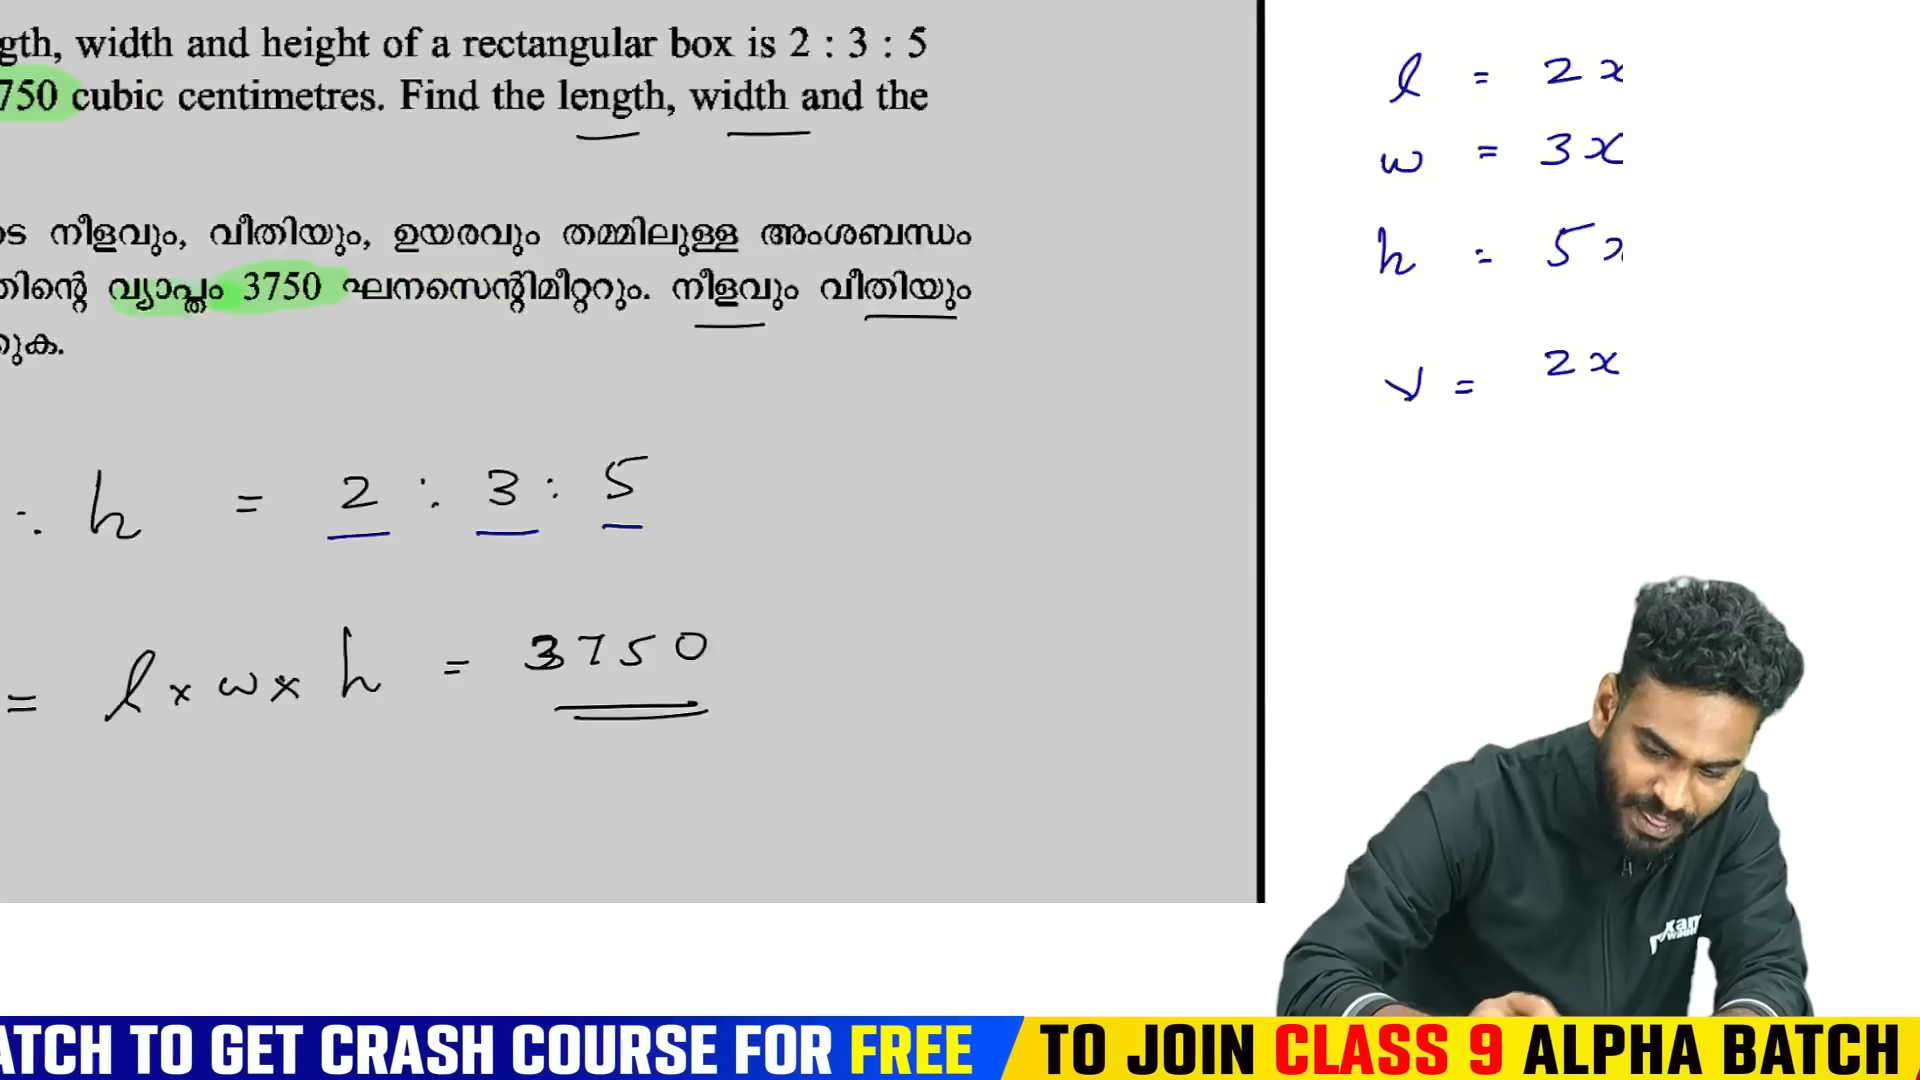 gth, width and height of a rectangular box is 2 : 3 : 5
750 cubic centimetres. Find the length, width and the
ടെ നീളവും, വീതിയും, ഉയരവും തമ്മിലുള്ള അംശബന്ധം
തിന്റെ വ്യാപ്തം 3750 ഘനസെന്റിമീറ്ററും. നീളവും വീതിയും
തുക.
: h = 2 : 3 : 5
= l × w × h = 3750
l = 2x
w = 3x
h = 5x
V = 2x
ATCH TO GET CRASH COURSE FOR FREE
TO JOIN CLASS 9 ALPHA BATCH